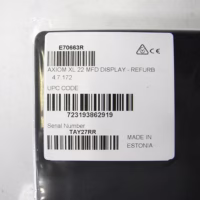 E70663R
AXIOM XL 22 MFD DISPLAY - REFURB
4.7.172
UPC CODE
723193862919
Serial Number
TAY27RR
MADE IN
ESTONIA